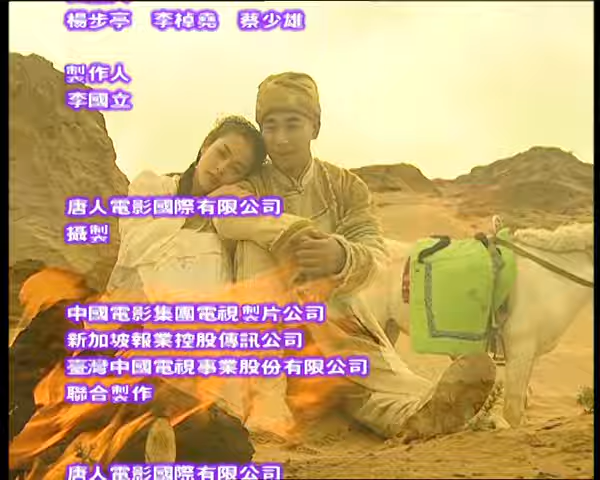 楊步亭　李棹堯　蔡少雄
製作人
李國立
唐人電影國際有限公司
攝製
中國電影集團電視製片公司
新加坡報業控股傳訊公司
臺灣中國電視事業股份有限公司
聯合製作
唐人電影國際有限公司